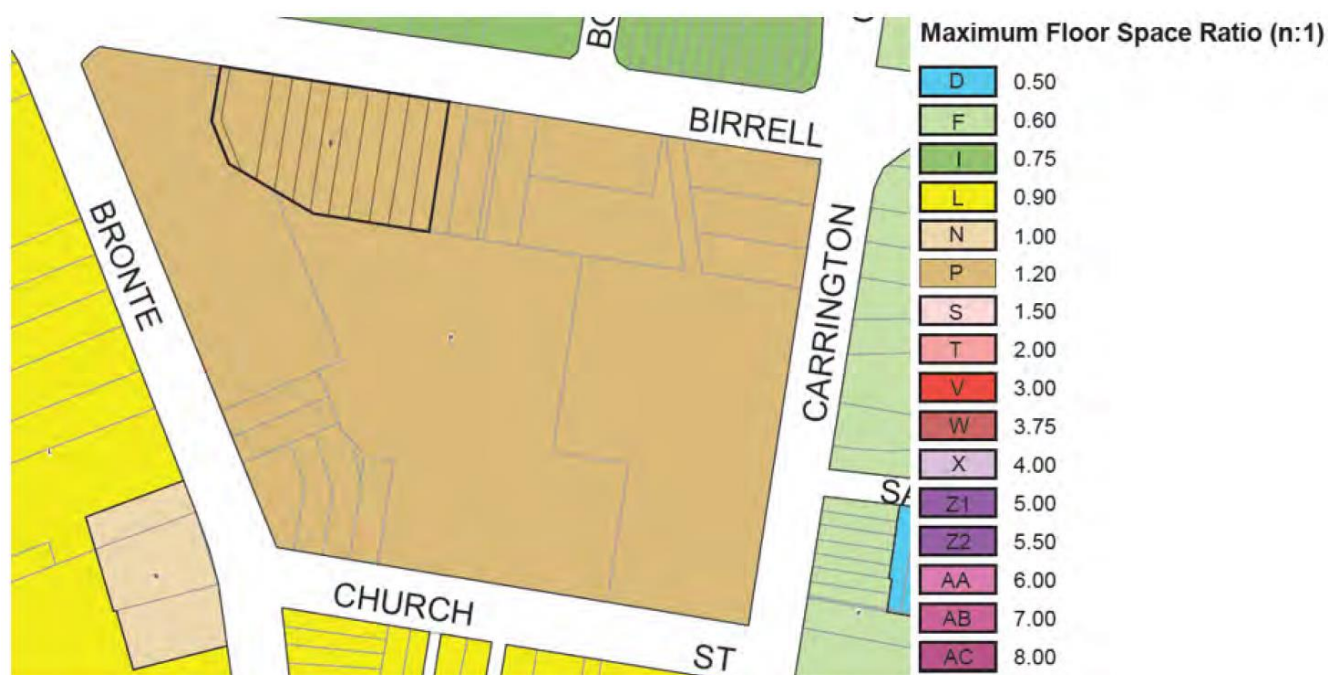 BO
BIRRELL
BRONTE
CARRINGTON
SA
CHURCH
ST
Maximum Floor Space Ratio (n:1)
D 0.50
F 0.60
I 0.75
L 0.90
N 1.00
P 1.20
S 1.50
T 2.00
V 3.00
W 3.75
X 4.00
Z1 5.00
Z2 5.50
AA 6.00
AB 7.00
AC 8.00